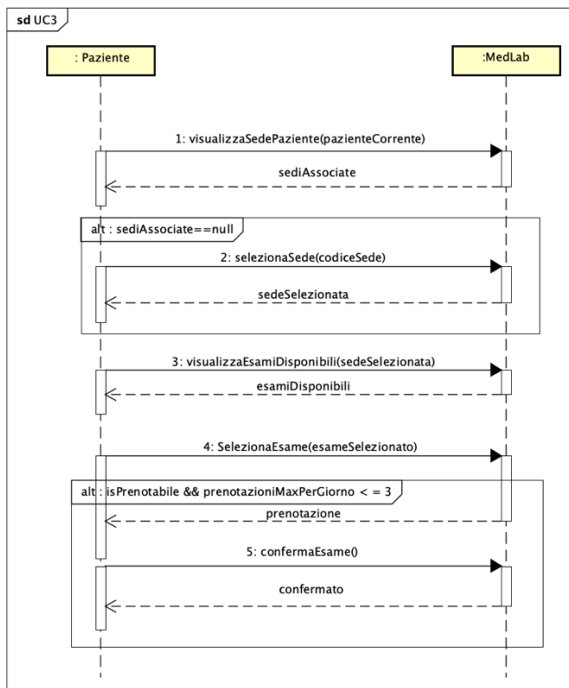 sd UC3
: Paziente
:MedLab
1: visualizzaSedePaziente(pazienteCorrente)
sediAssociate
alt : sediAssociate==null
2: selezionaSede(codiceSede)
sedeSelezionata
3: visualizzaEsamiDisponibili(sedeSelezionata)
esamiDisponibili
4: SelezionaEsame(esameSelezionato)
alt : isPrenotabile && prenotazioniMaxPerGiorno < = 3
prenotazione
5: confermaEsame()
confermato